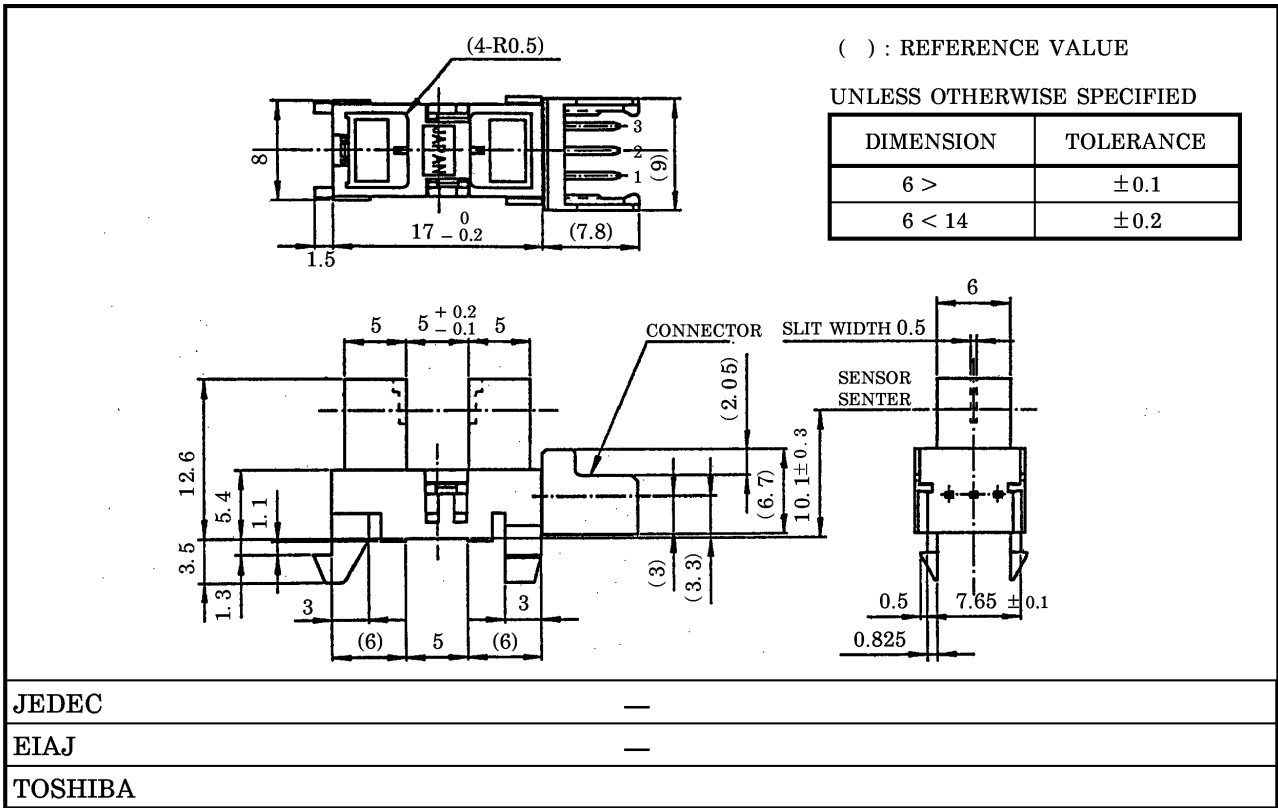 (4-R0.5)
( ) : REFERENCE VALUE
UNLESS OTHERWISE SPECIFIED
DIMENSION TOLERANCE
6 > ±0.1
6 < 14 ±0.2
8
JAPAN
3
2
1
(9)
17 0 − 0.2
(7.8)
1.5
6
5
5 + 0.2 − 0.1
5
CONNECTOR
SLIT WIDTH 0.5
(2.05)
SENSOR
SENTER
12.6
5.4
1.1
(6.7)
10.1±0.3
3.5
1.3
(3)
(3.3)
3
3
(6)
5
(6)
0.5
7.65 ±0.1
0.825
JEDEC —
EIAJ —
TOSHIBA